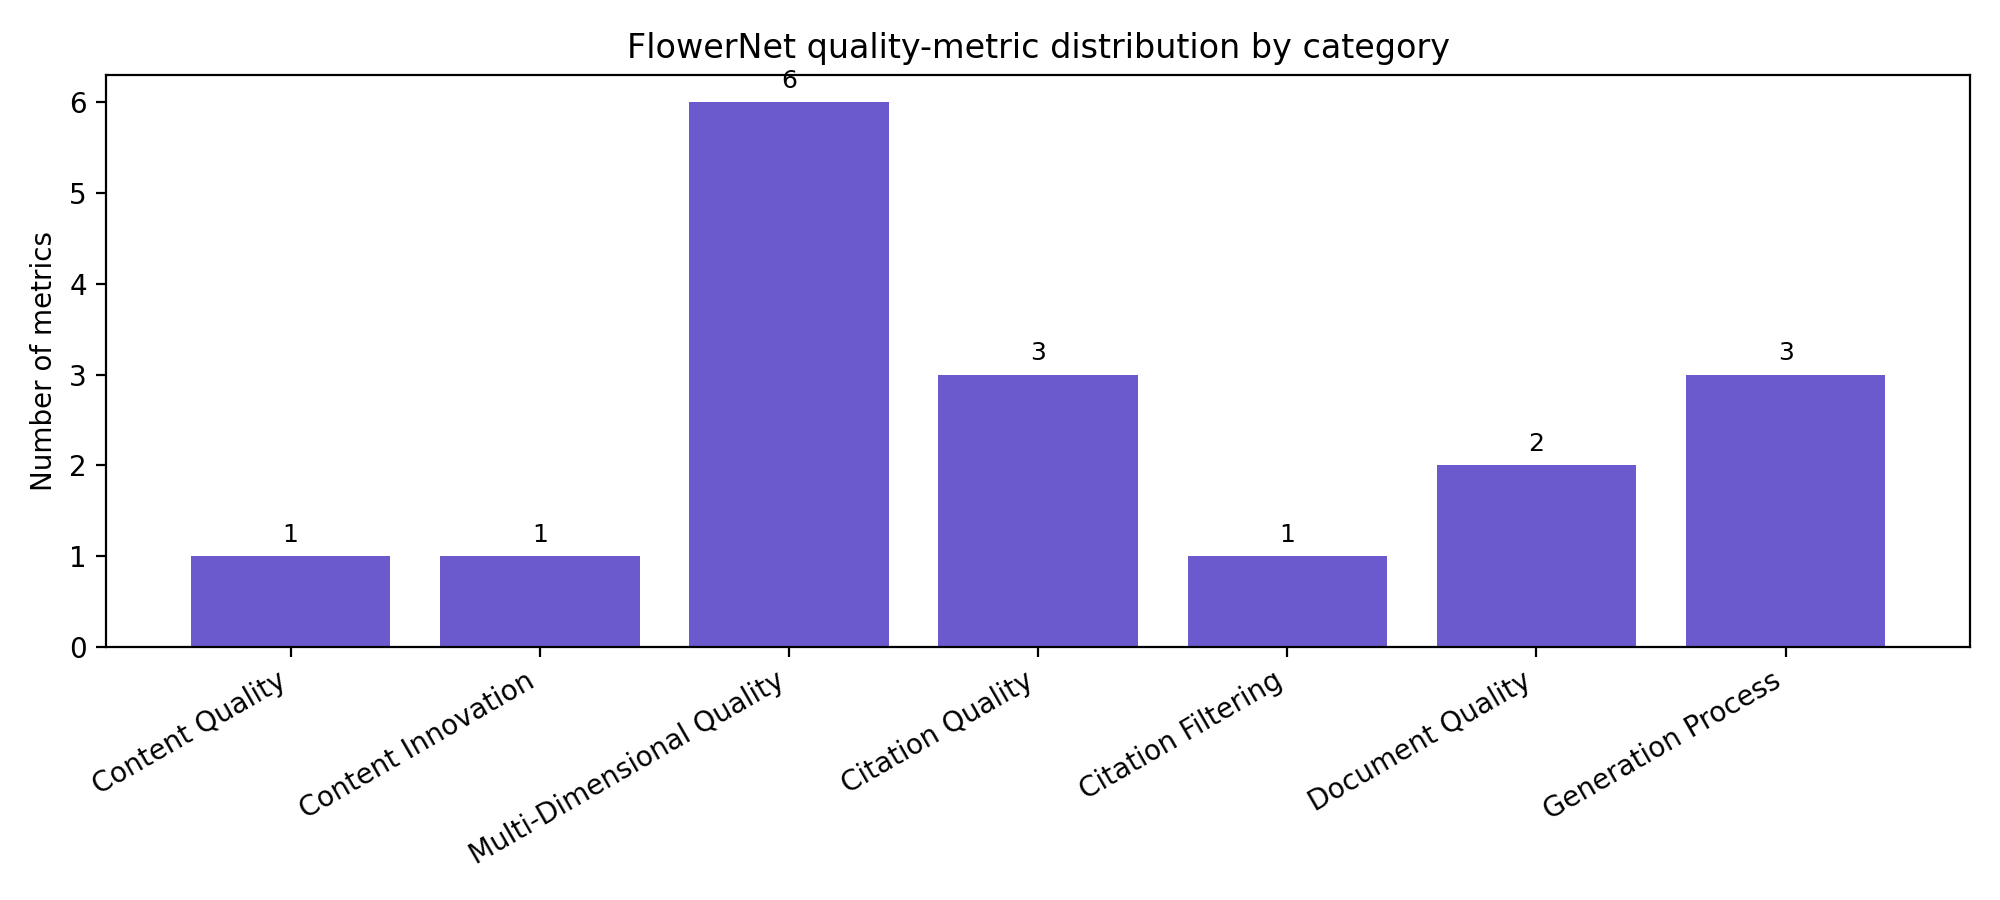 FlowerNet quality-metric distribution by category
Number of metrics
6
5
4
3
2
1
0
1
1
6
3
1
2
3
Content Quality
Content Innovation
Multi-Dimensional Quality
Citation Quality
Citation Filtering
Document Quality
Generation Process